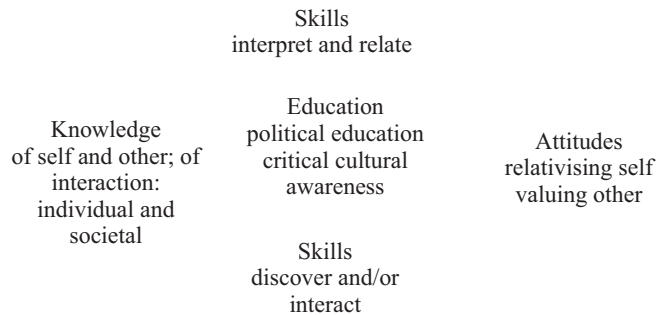 Skills
interpret and relate
Knowledge
of self and other; of
interaction:
individual and
societal
Education
political education
critical cultural
awareness
Attitudes
relativising self
valuing other
Skills
discover and/or
interact